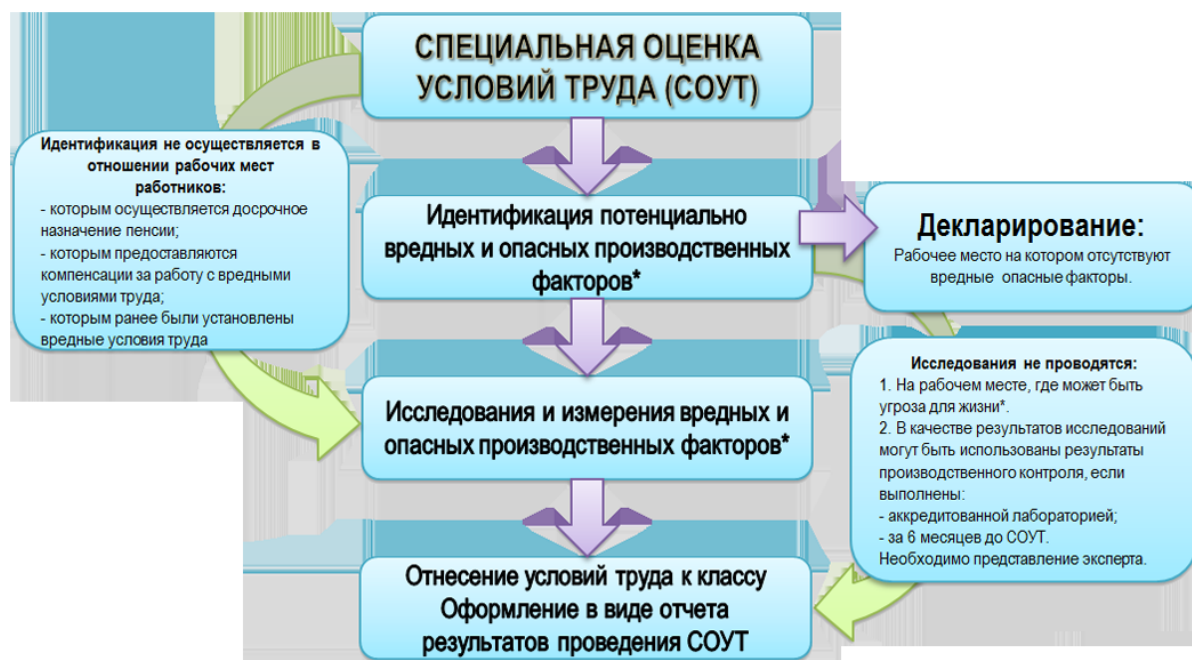 СПЕЦИАЛЬНАЯ ОЦЕНКА
УСЛОВИЙ ТРУДА (СОУТ)
Идентификация не осуществляется в
отношении рабочих мест
работников:
- которым осуществляется досрочное
назначение пенсии;
- которым предоставляются
компенсации за работу с вредными
условиями труда;
- которым ранее были установлены
вредные условия труда
Идентификация потенциально
вредных и опасных производственных
факторов*
Декларирование:
Рабочее место на котором отсутствуют
вредные опасные факторы.
Исследования и измерения вредных и
опасных производственных факторов*
Исследования не проводятся:
1. На рабочем месте, где может быть
угроза для жизни*.
2. В качестве результатов исследований
могут быть использованы результаты
производственного контроля, если
выполнены:
- аккредитованной лабораторией;
- за 6 месяцев до СОУТ.
Необходимо представление эксперта.
Отнесение условий труда к классу
Оформление в виде отчета
результатов проведения СОУТ